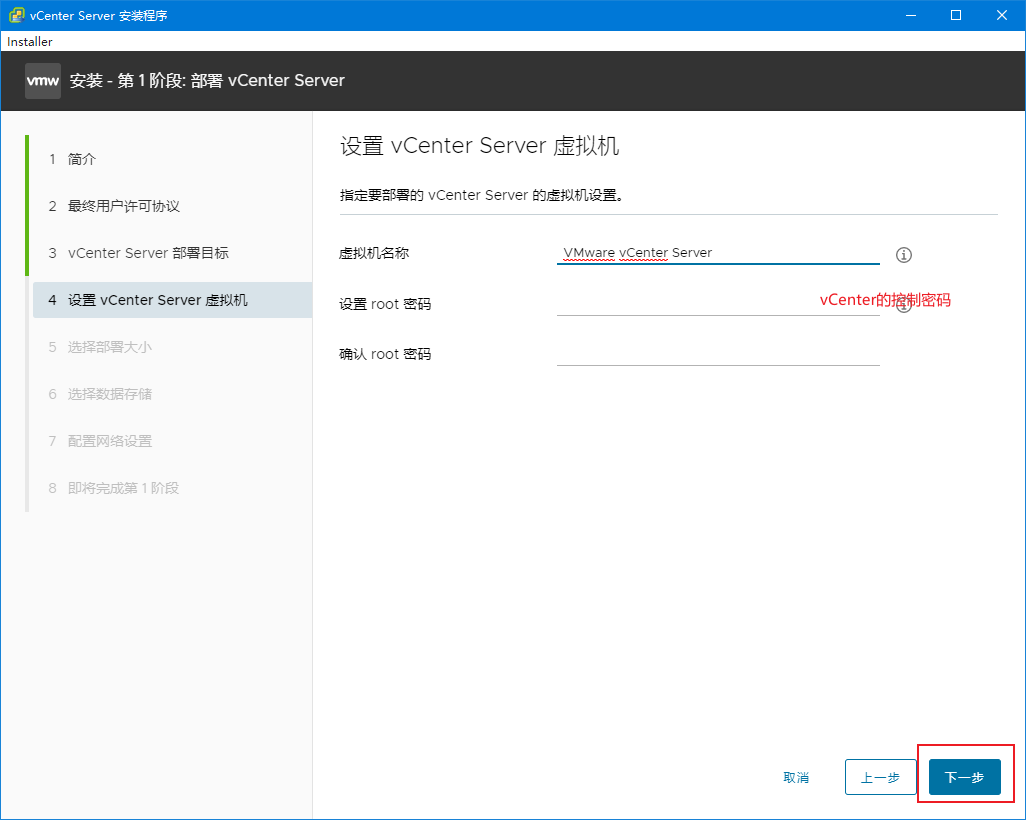 vCenter Server 安装程序
Installer
vmw 安装 - 第 1 阶段: 部署 vCenter Server
1 简介
2 最终用户许可协议
3 vCenter Server 部署目标
4 设置 vCenter Server 虚拟机
5 选择部署大小
6 选择数据存储
7 配置网络设置
8 即将完成第 1 阶段
设置 vCenter Server 虚拟机
指定要部署的 vCenter Server 的虚拟机设置。
虚拟机名称 VMware vCenter Server
设置 root 密码 vCenter的控制密码
确认 root 密码
取消 上一步 下一步